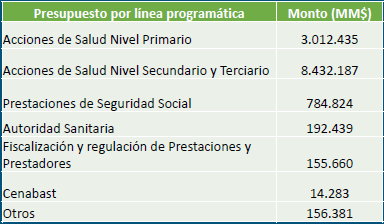 Presupuesto por línea programática Monto (MM$)
Acciones de Salud Nivel Primario 3.012.435
Acciones de Salud Nivel Secundario y Terciario 8.432.187
Prestaciones de Seguridad Social 784.824
Autoridad Sanitaria 192.439
Fiscalización y regulación de Prestaciones y
Prestadores 155.660
Cenabast 14.283
Otros 156.381